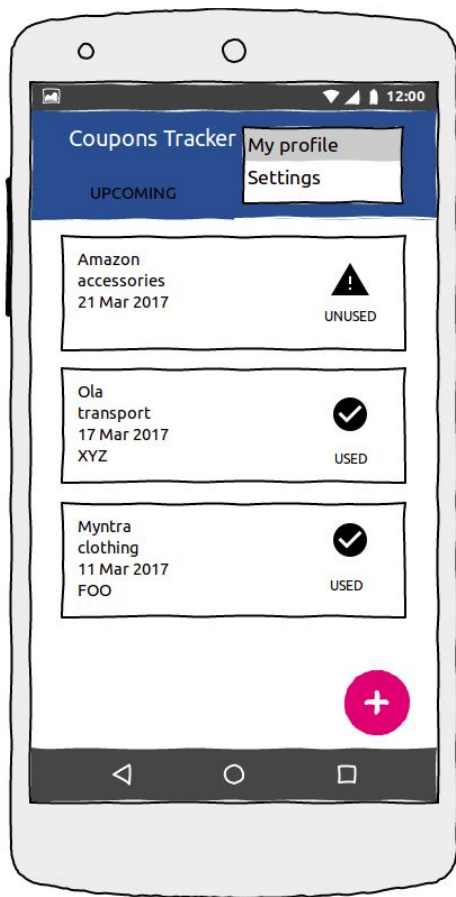 12:00
Coupons Tracker
My profile
Settings
UPCOMING
Amazon
accessories
21 Mar 2017
UNUSED
Ola
transport
17 Mar 2017
XYZ
USED
Myntra
clothing
11 Mar 2017
FOO
USED